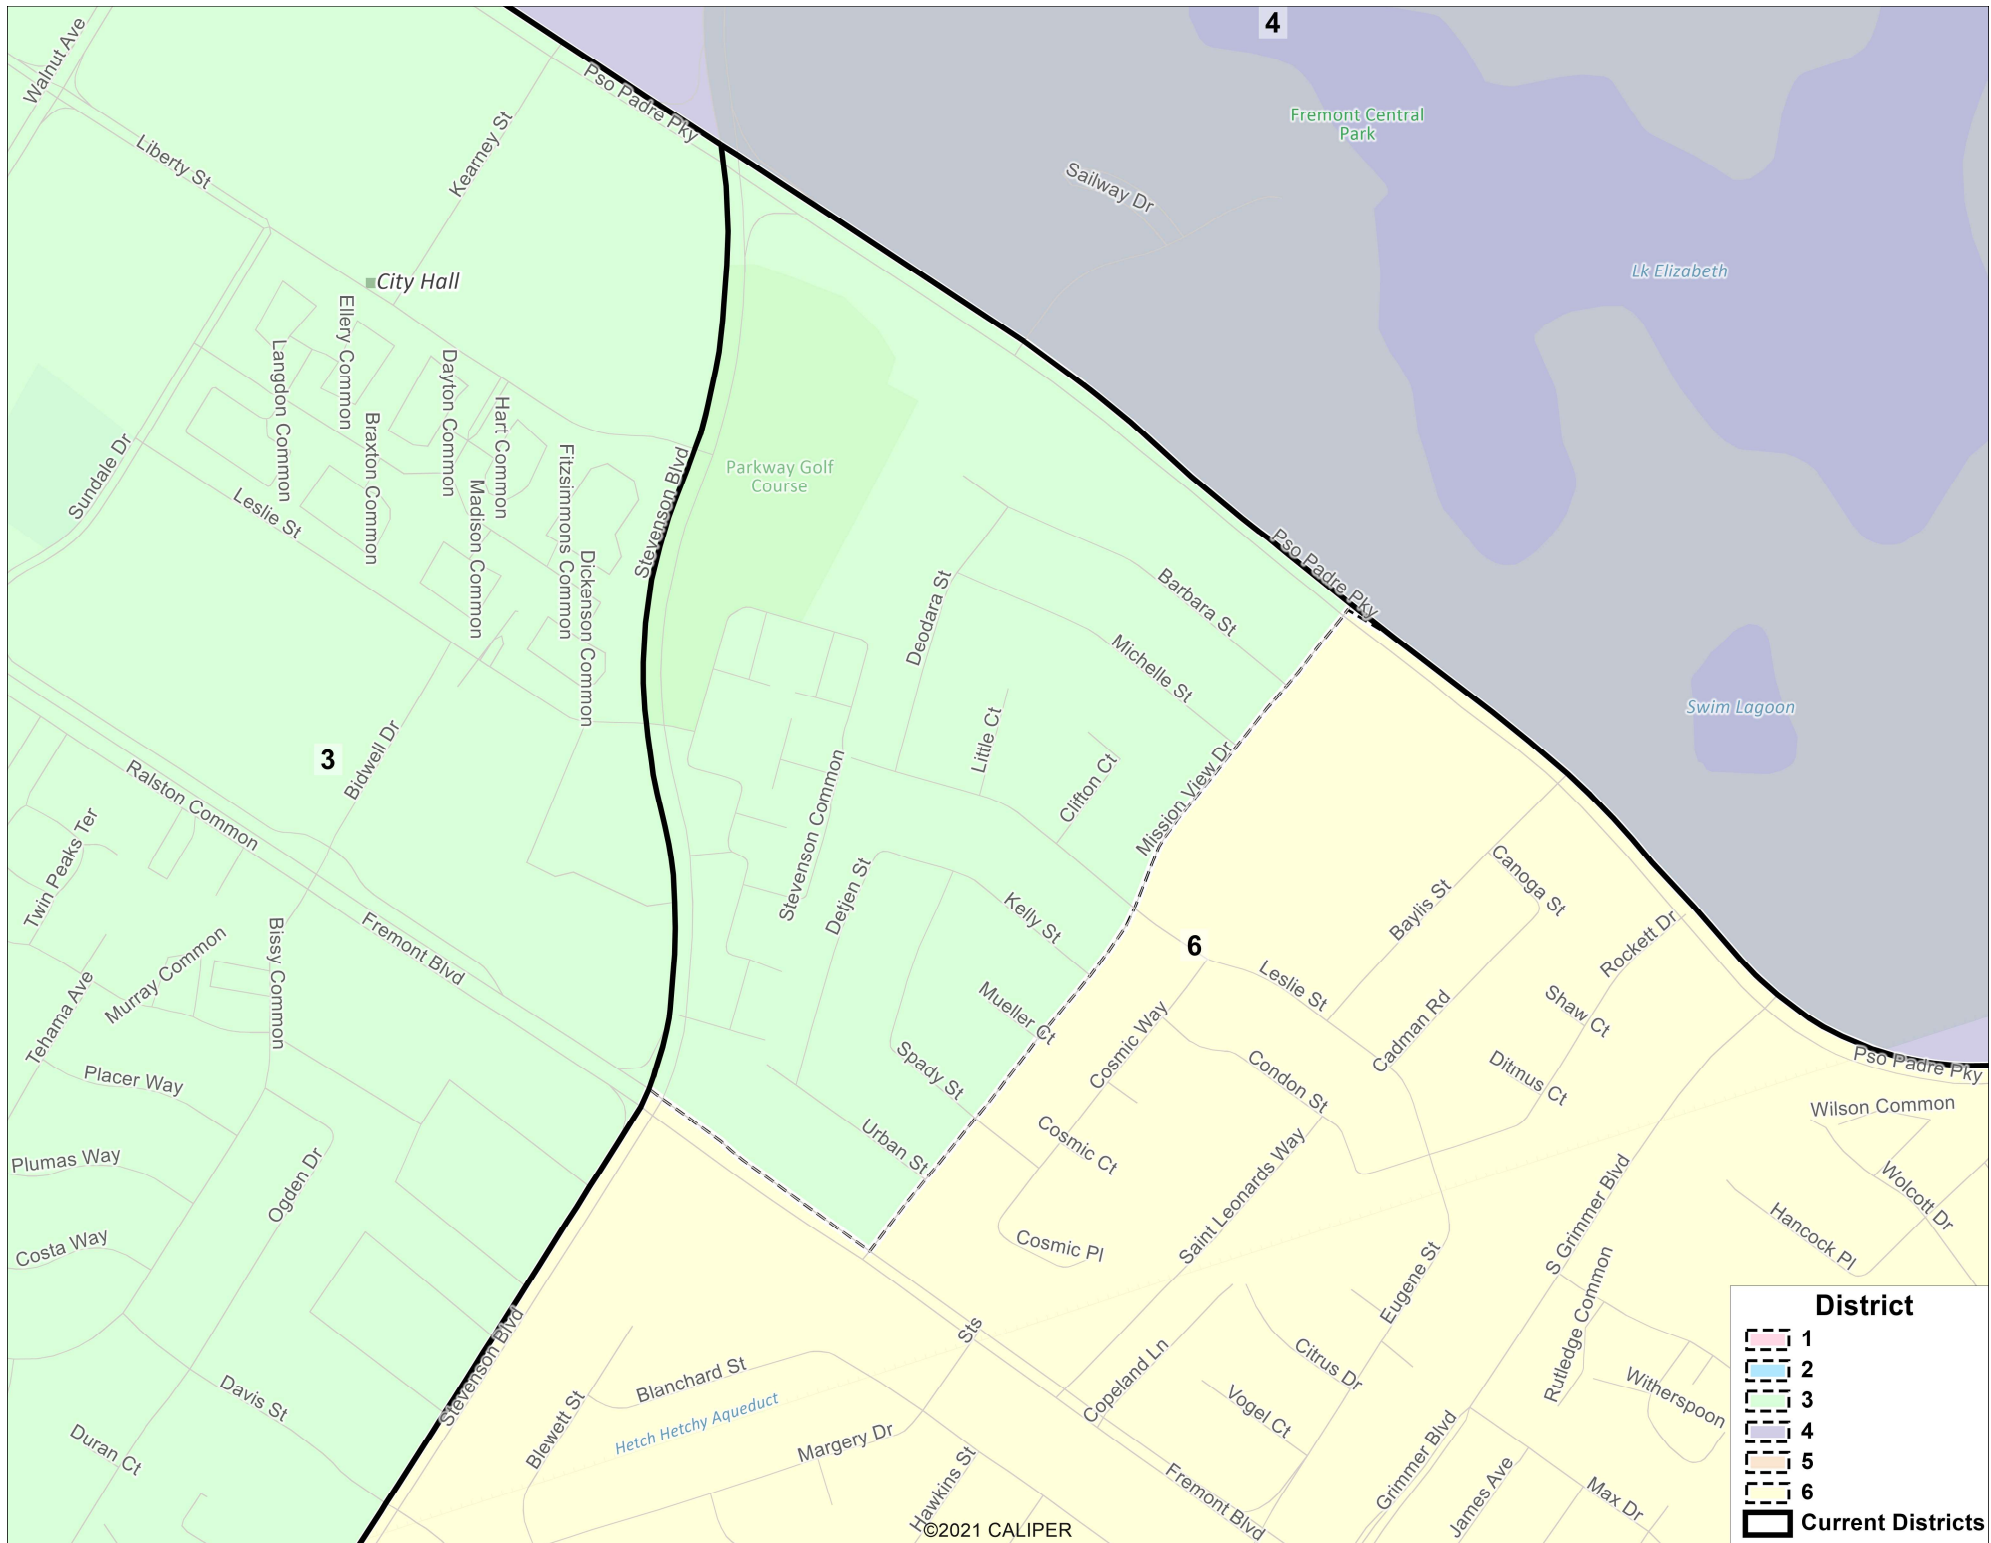 4
Walnut Ave
Pso Padre Pky
Fremont Central
Park
Liberty St
Kearney St
Sailway Dr
City Hall
Lk Elizabeth
Ellery Common
Langdon Common
Dayton Common
Hart Common
Braxton Common
Fitzsimmons Common
Madison Common
Sundale Dr
Leslie St
Stevenson Blvd
Parkway Golf
Course
Dickenson Common
Pso Padre Pky
Barbara St
Deodara St
Michelle St
Swim Lagoon
Little Ct
Clifton Ct
Mission View Dr
3
Bidwell Dr
Ralston Common
Stevenson Common
Twin Peaks Ter
Detjen St
Kelly St
Canoga St
Baylis St
Rockett Dr
6
Fremont Blvd
Bissy Common
Murray Common
Tehama Ave
Leslie St
Mueller Ct
Shaw Ct
Cosmic Way
Cadman Rd
Spady St
Condon St
Ditmus Ct
Pso Padre Pky
Placer Way
Wilson Common
Urban St
Cosmic Ct
Plumas Way
Ogden Dr
Saint Leonards Way
S Grimmer Blvd
Wolcott Dr
Hancock Pl
Costa Way
Cosmic Pl
Eugene St
Rutledge Common
Stevenson Blvd
Sts
Blanchard St
Copeland Ln
Citrus Dr
Davis St
Hetch Hetchy Aqueduct
Blewett St
Vogel Ct
Witherspoon
Duran Ct
Margery Dr
Hawkins St
Fremont Blvd
Grimmer Blvd
James Ave
Max Dr
©2021 CALIPER
District
1
2
3
4
5
6
Current Districts